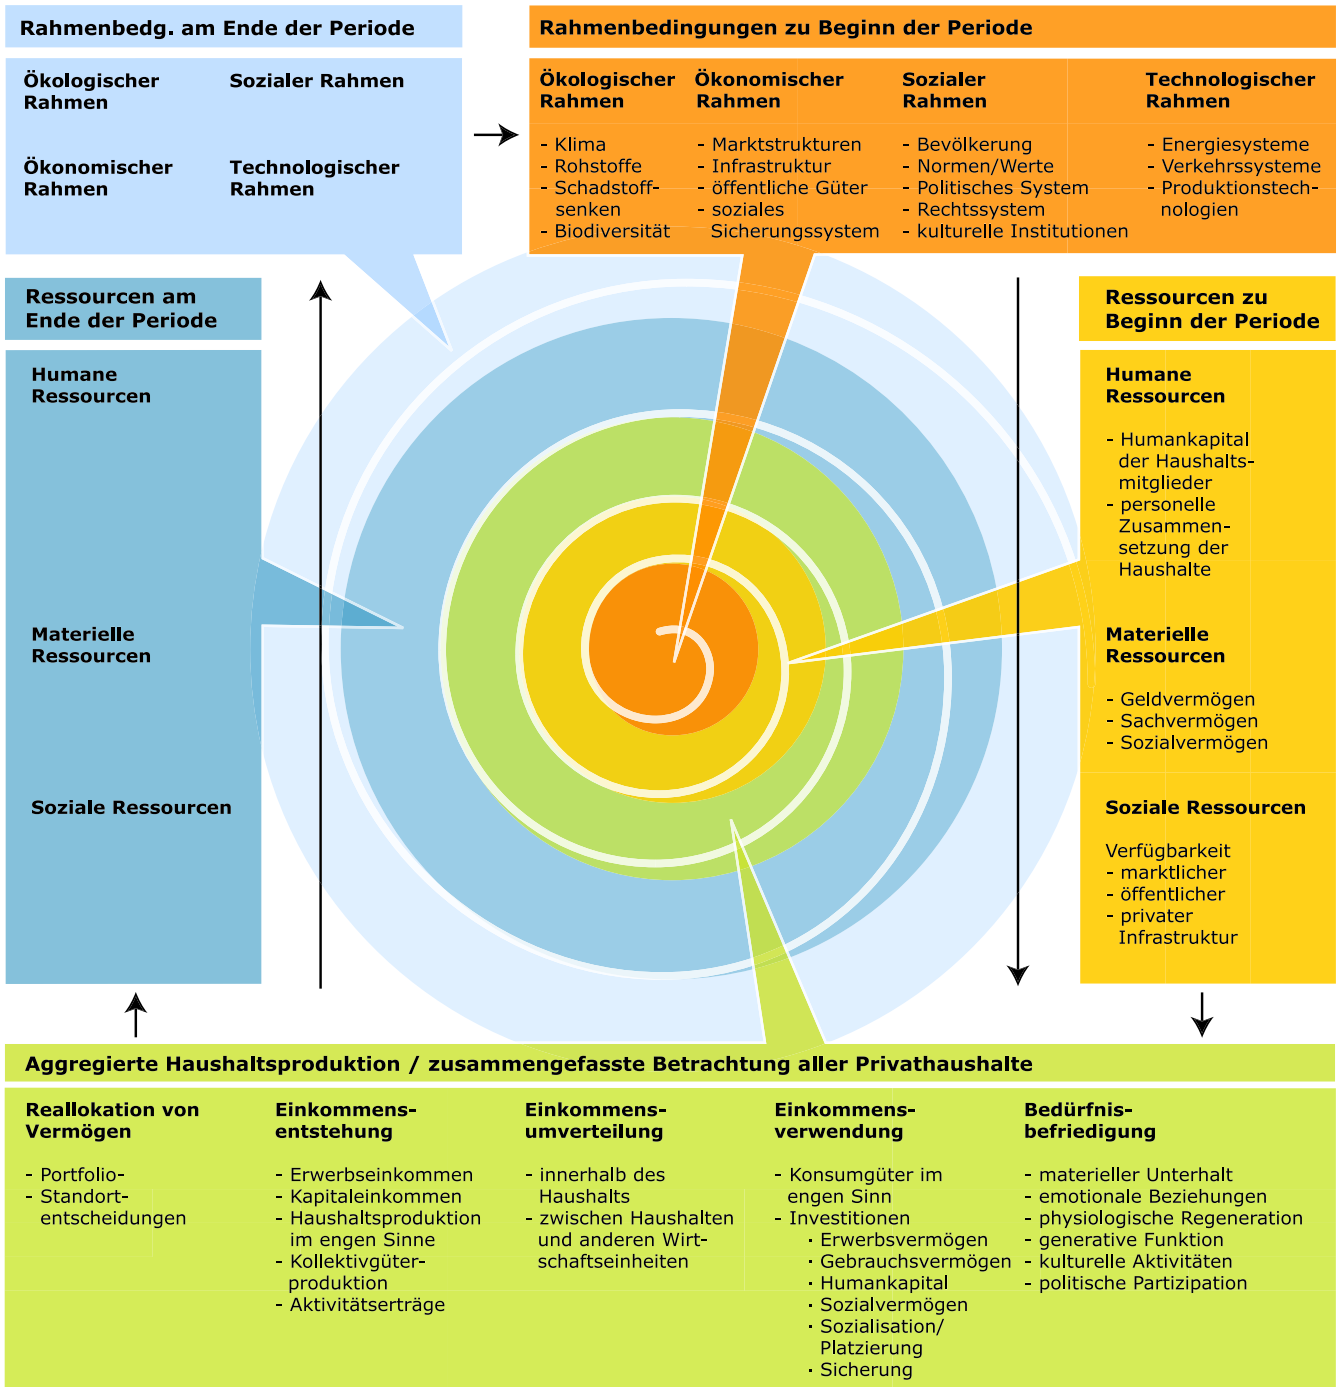 Rahmenbedg. am Ende der Periode
Ökologischer
Rahmen
Sozialer Rahmen
Ökonomischer
Rahmen
Technologischer
Rahmen
Rahmenbedingungen zu Beginn der Periode
Ökologischer
Rahmen
- Klima
- Rohstoffe
- Schadstoff-
senken
- Biodiversität
Ökonomischer
Rahmen
- Marktstrukturen
- Infrastruktur
- öffentliche Güter
- soziales
Sicherungssystem
Sozialer
Rahmen
- Bevölkerung
- Normen/Werte
- Politisches System
- Rechtssystem
- kulturelle Institutionen
Technologischer
Rahmen
- Energiesysteme
- Verkehrssysteme
- Produktionstech-
nologien
Ressourcen am
Ende der Periode
Humane
Ressourcen
Materielle
Ressourcen
Soziale Ressourcen
Ressourcen zu
Beginn der Periode
Humane
Ressourcen
- Humankapital
der Haushalts-
mitglieder
- personelle
Zusammen-
setzung der
Haushalte
Materielle
Ressourcen
- Geldvermögen
- Sachvermögen
- Sozialvermögen
Soziale Ressourcen
Verfügbarkeit
- marktlicher
- öffentlicher
- privater
Infrastruktur
Aggregierte Haushaltsproduktion / zusammengefasste Betrachtung aller Privathaushalte
Reallokation von
Vermögen
- Portfolio-
- Standort-
entscheidungen
Einkommens-
entstehung
- Erwerbseinkommen
- Kapitaleinkommen
- Haushaltsproduktion
im engen Sinne
- Kollektivgüter-
produktion
- Aktivitätserträge
Einkommens-
umverteilung
- innerhalb des
Haushalts
- zwischen Haushalten
und anderen Wirt-
schaftseinheiten
Einkommens-
verwendung
- Konsumgüter im
engen Sinn
- Investitionen
· Erwerbsvermögen
· Gebrauchsvermögen
· Humankapital
· Sozialvermögen
· Sozialisation/
Platzierung
· Sicherung
Bedürfnis-
befriedigung
- materieller Unterhalt
- emotionale Beziehungen
- physiologische Regeneration
- generative Funktion
- kulturelle Aktivitäten
- politische Partizipation